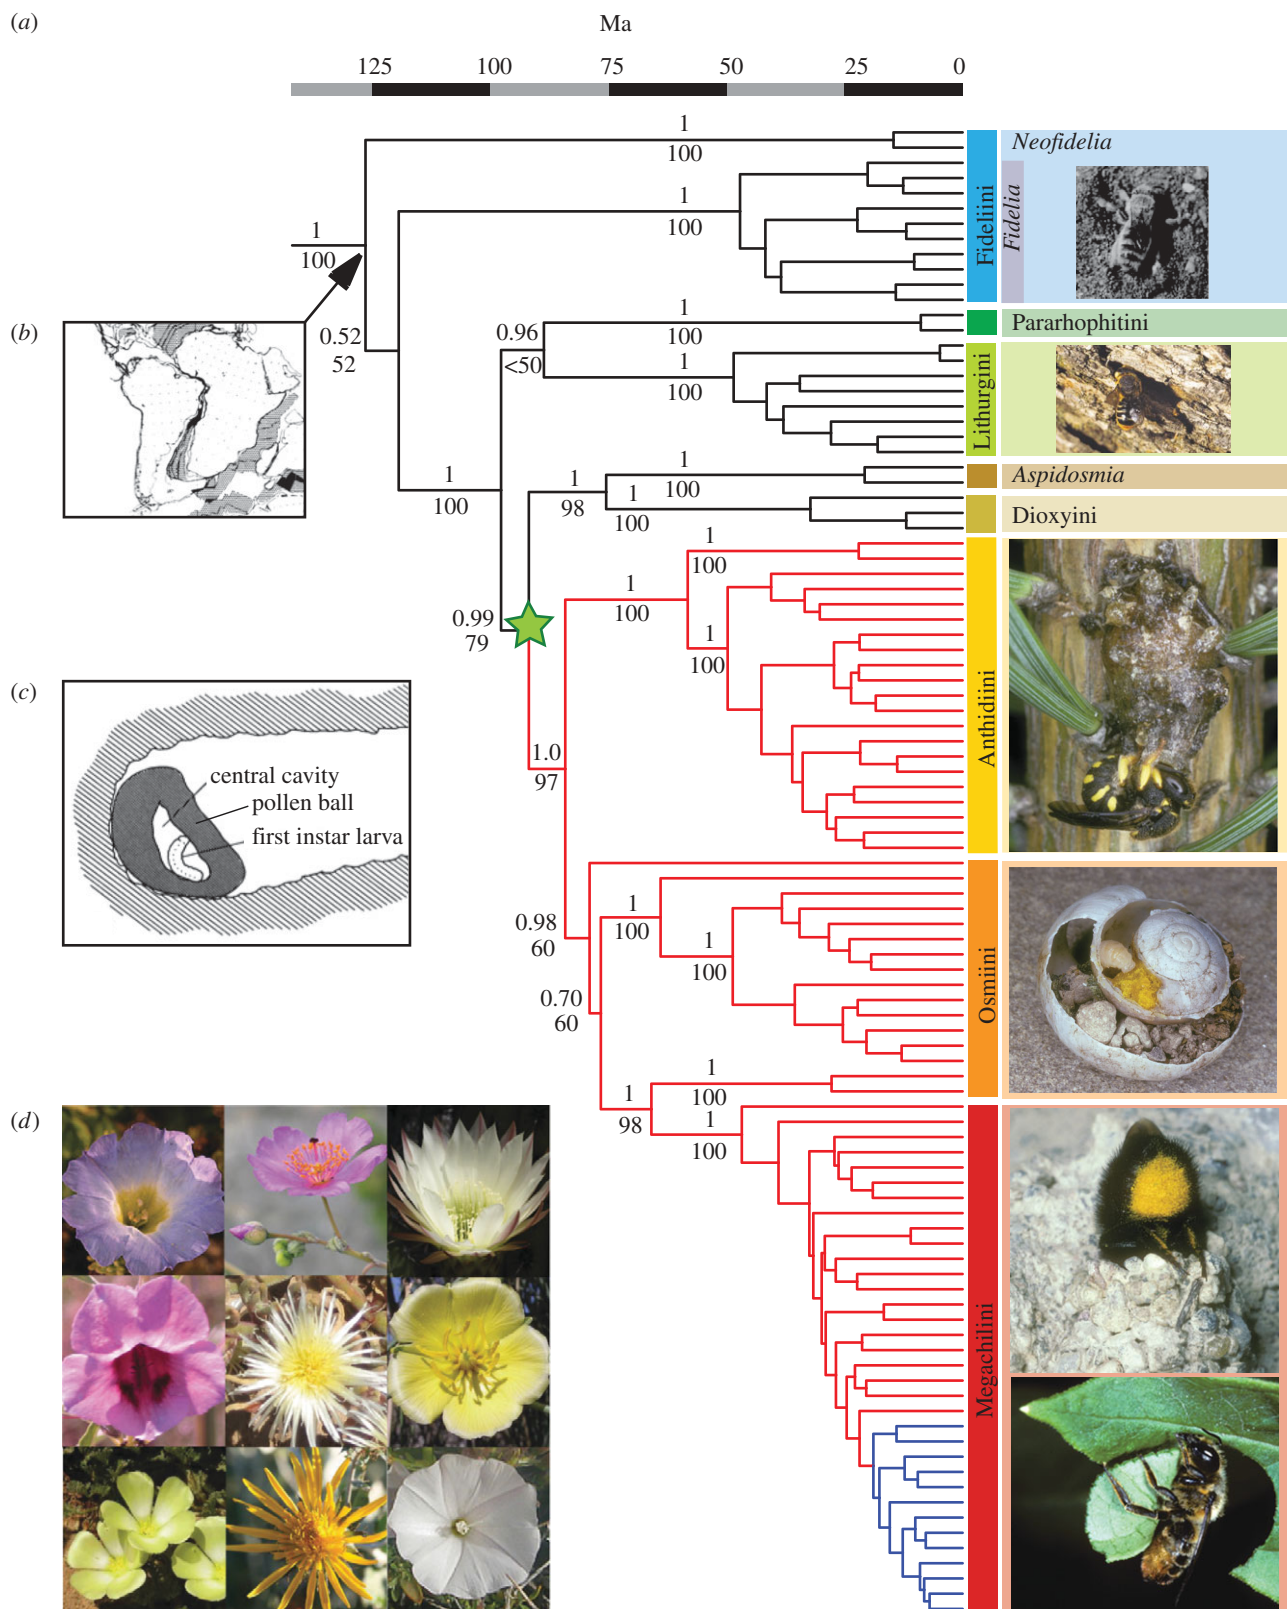 (a)
Ma
125 100 75 50 25 0
1
100
Neofidelia
Fidelia
Fideliini
1
100
1
100
(b)
0.52
52
1
100
Pararhophitini
0.96
<50
1
100
Lithurgini
1
100
1
98
1
100
Aspidosmia
1
100
Dioxyini
0.99
79
1
100
1
100
1
100
Anthidiini
(c)
central cavity
pollen ball
first instar larva
1.0
97
0.98
60
1
100
1
100
Osmiini
0.70
60
1
98
1
100
1
100
Megachilini
(d)